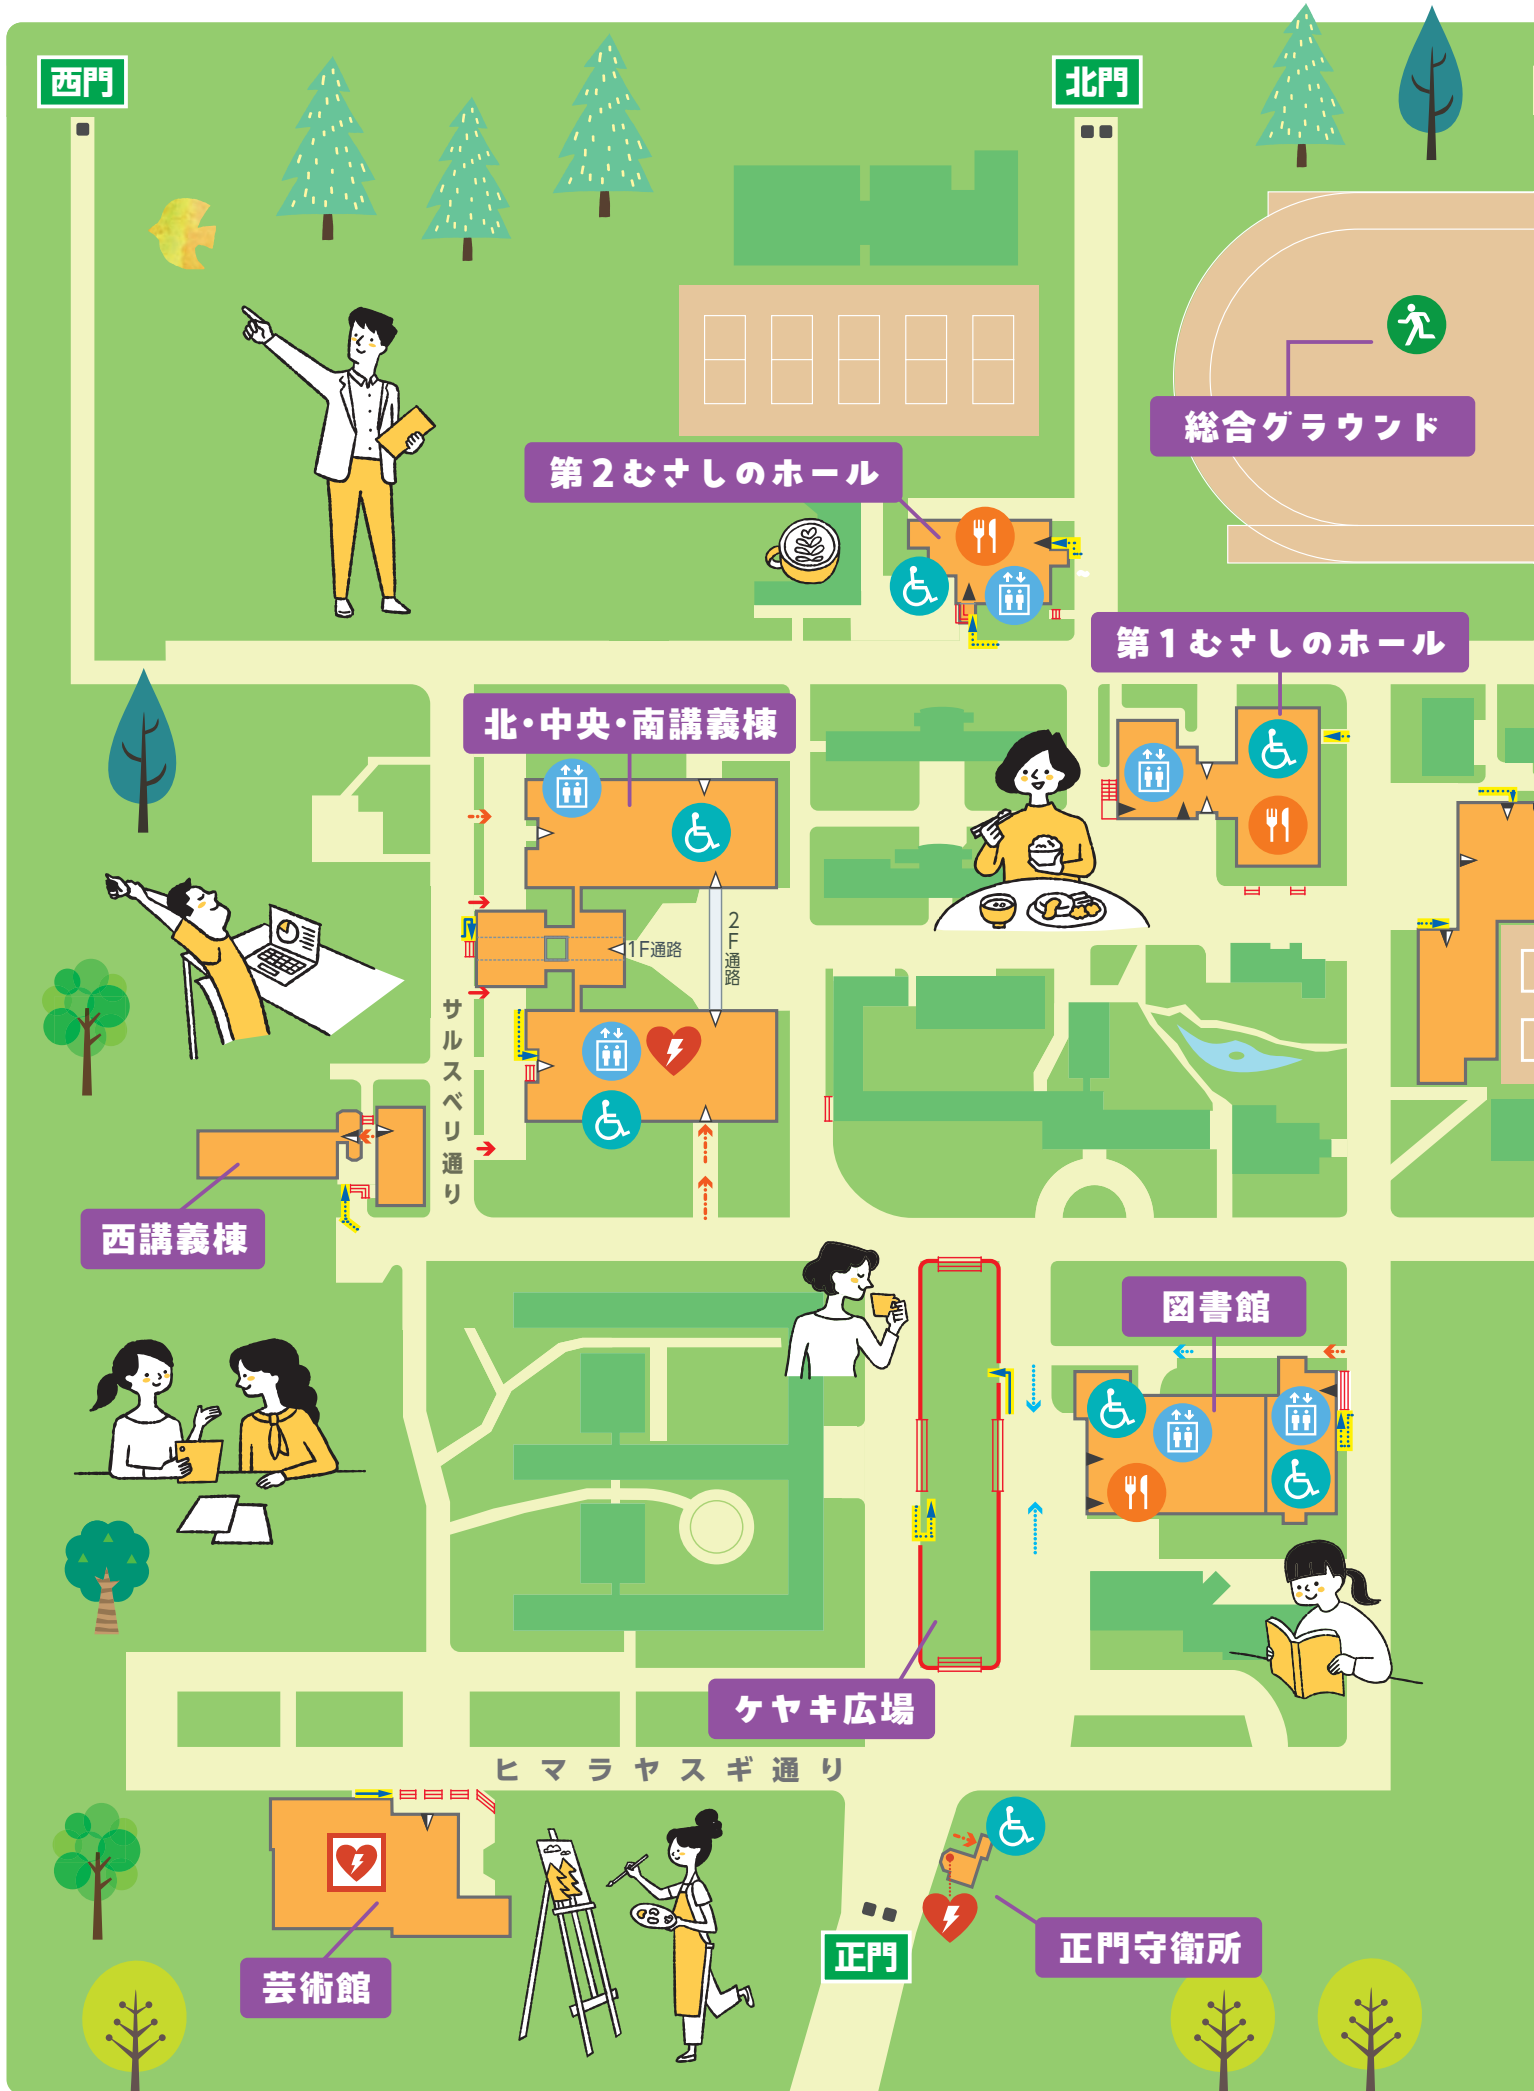 西門
北門
総合グラウンド
第2むさしのホール
第1むさしのホール
北・中央・南講義棟
2F通路
1F通路
サルスベリ通り
西講義棟
図書館
ケヤキ広場
ヒマラヤスギ通り
正門
正門守衛所
芸術館